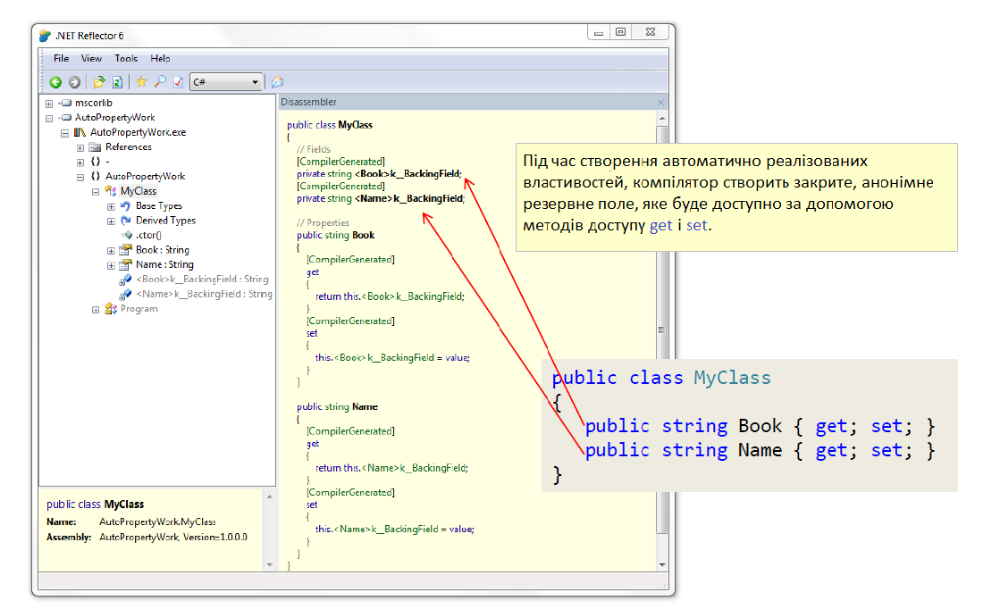 .NET Reflector 6
File View Tools Help
C#
mscorlib
AutoPropertyWork
AutoPropertyWork.exe
References
{} -
{} AutoPropertyWork
MyClass
Base Types
Derived Types
.ctor()
Book : String
Name : String
<Book>k__BackingField : String
<Name>k__BackingField : String
Program
public class MyClass
Name: AutoPropertyWork.MyClass
Assembly: AutoPropertyWork, Version=1.0.0.0
Disassembler
public class MyClass
{
// Fields
[CompilerGenerated]
private string <Book>k__BackingField;
[CompilerGenerated]
private string <Name>k__BackingField;
// Properties
public string Book
{
[CompilerGenerated]
get
{
return this.<Book>k__BackingField;
}
[CompilerGenerated]
set
{
this.<Book>k__BackingField = value;
}
}
public string Name
{
[CompilerGenerated]
get
{
return this.<Name>k__BackingField;
}
[CompilerGenerated]
set
{
this.<Name>k__BackingField = value;
}
}
}
Під час створення автоматично реалізованих
властивостей, компілятор створить закрите, анонімне
резервне поле, яке буде доступно за допомогою
методів доступу get і set.
public class MyClass
{
public string Book { get; set; }
public string Name { get; set; }
}